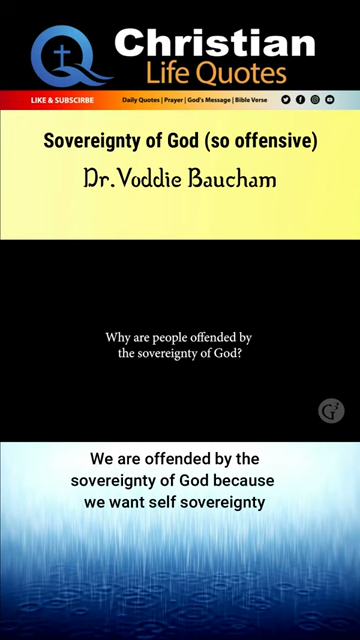 Christian
Life Quotes
LIKE & SUBSCIRBE
Daily Quotes | Prayer | God's Message | Bible Verse
Sovereignty of God (so offensive)
Dr.Voddie Baucham
Why are people offended by
the sovereignty of God?
We are offended by the
sovereignty of God because
we want self sovereignty